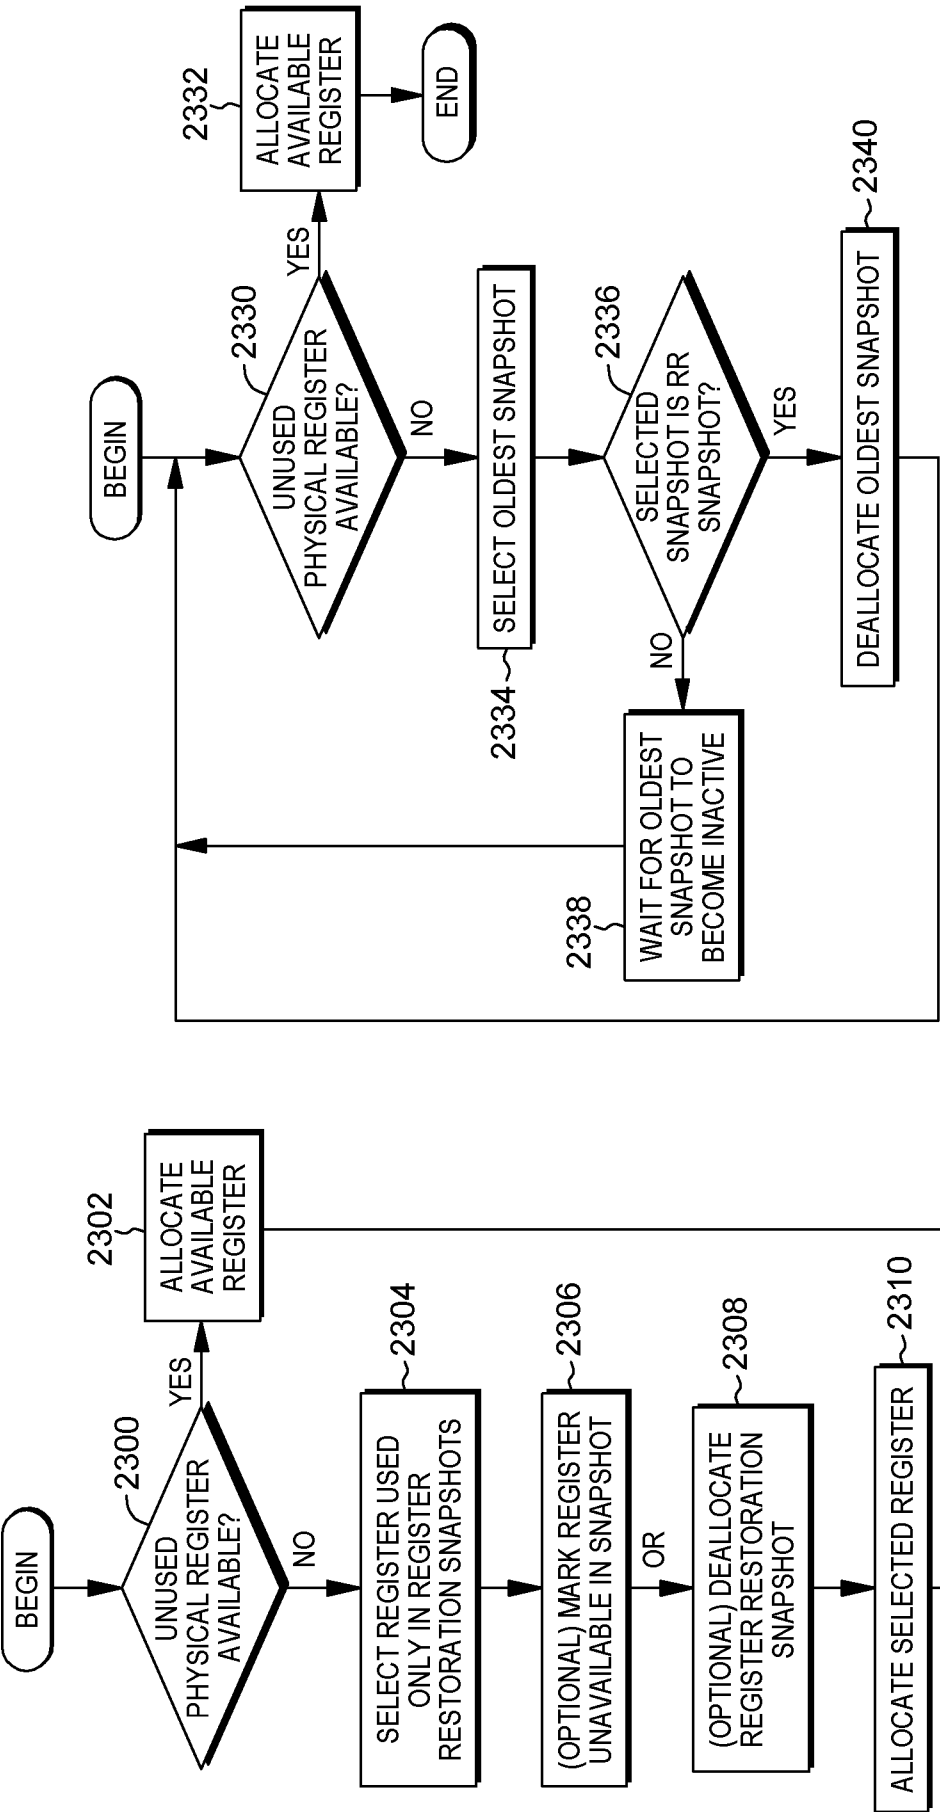 BEGIN
2300
UNUSED
PHYSICAL REGISTER
AVAILABLE?
YES
NO
2302
ALLOCATE
AVAILABLE
REGISTER
2304
SELECT REGISTER USED
ONLY IN REGISTER
RESTORATION SNAPSHOTS
2306
(OPTIONAL) MARK REGISTER
UNAVAILABLE IN SNAPSHOT
OR
2308
(OPTIONAL) DEALLOCATE
REGISTER RESTORATION
SNAPSHOT
2310
ALLOCATE SELECTED REGISTER
BEGIN
2330
UNUSED
PHYSICAL REGISTER
AVAILABLE?
YES
NO
2332
ALLOCATE
AVAILABLE
REGISTER
END
2334
SELECT OLDEST SNAPSHOT
2336
SELECTED
SNAPSHOT IS RR
SNAPSHOT?
NO
YES
2338
WAIT FOR OLDEST
SNAPSHOT TO
BECOME INACTIVE
2340
DEALLOCATE OLDEST SNAPSHOT